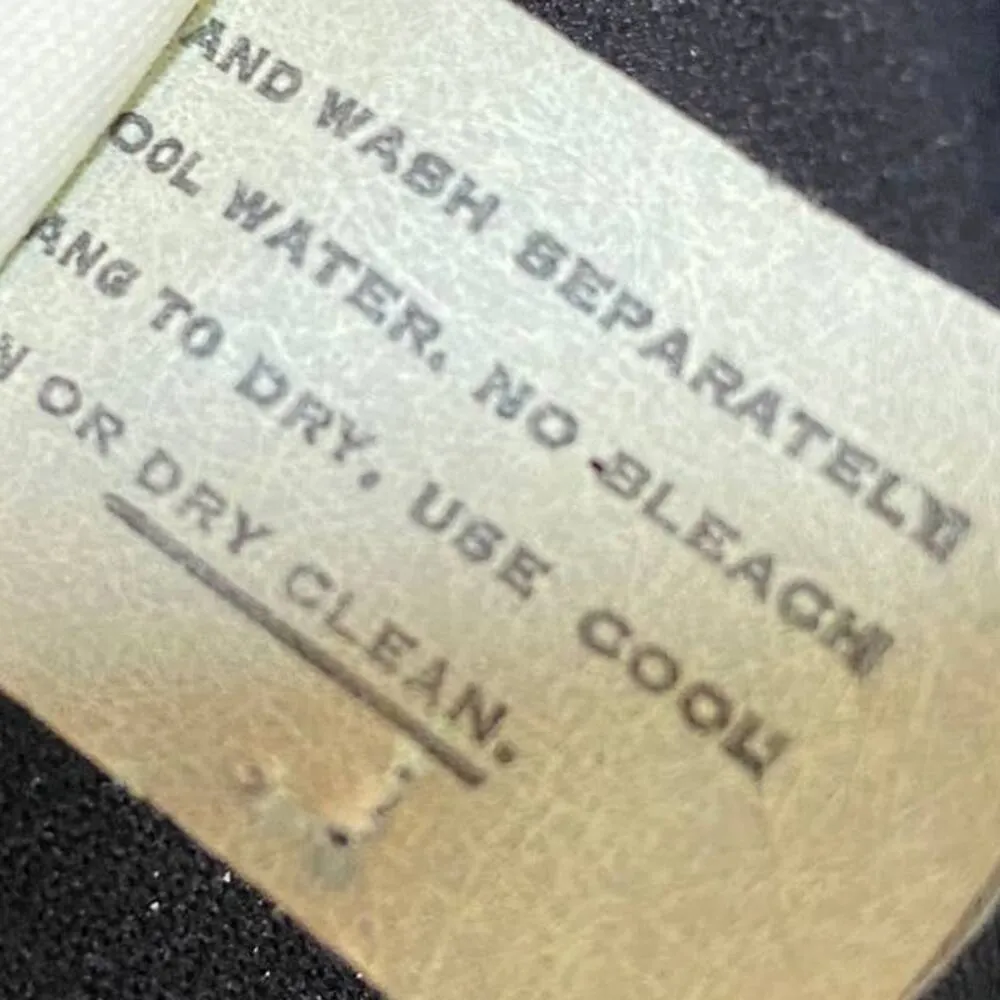 AND WASH SEPARATELY
OOL WATER. NO BLEACH
ANG TO DRY. USE COOL
N OR DRY CLEAN.